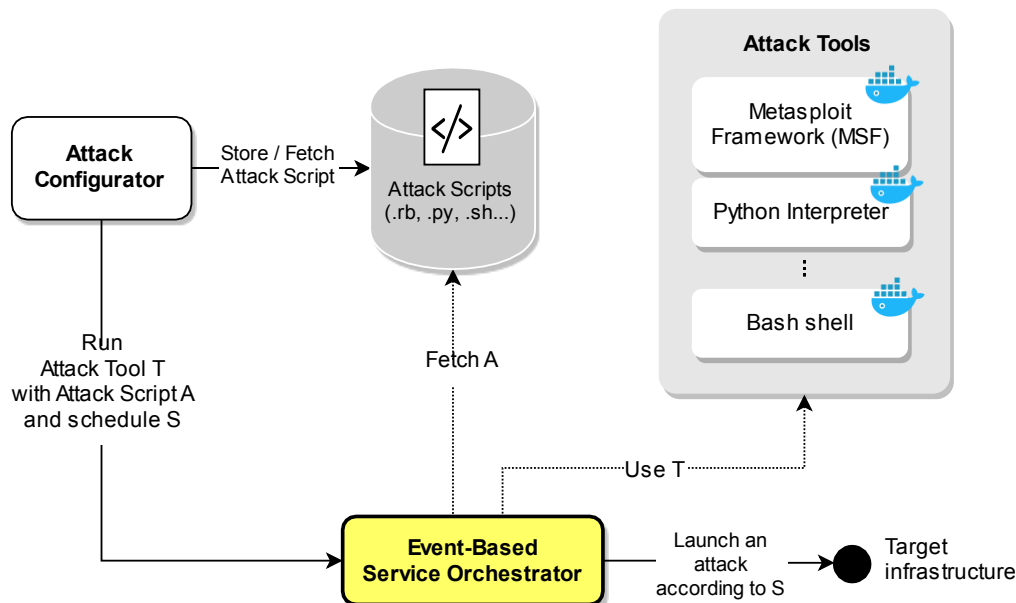 Attack Tools
Metasploit
Framework (MSF)
Python Interpreter
Bash shell
Attack
Configurator
Store / Fetch
Attack Script
</>
Attack Scripts
(.rb, .py, .sh...)
Run
Attack Tool T
with Attack Script A
and schedule S
Fetch A
Use T
Event-Based
Service Orchestrator
Launch an
attack
according to S
Target
infrastructure